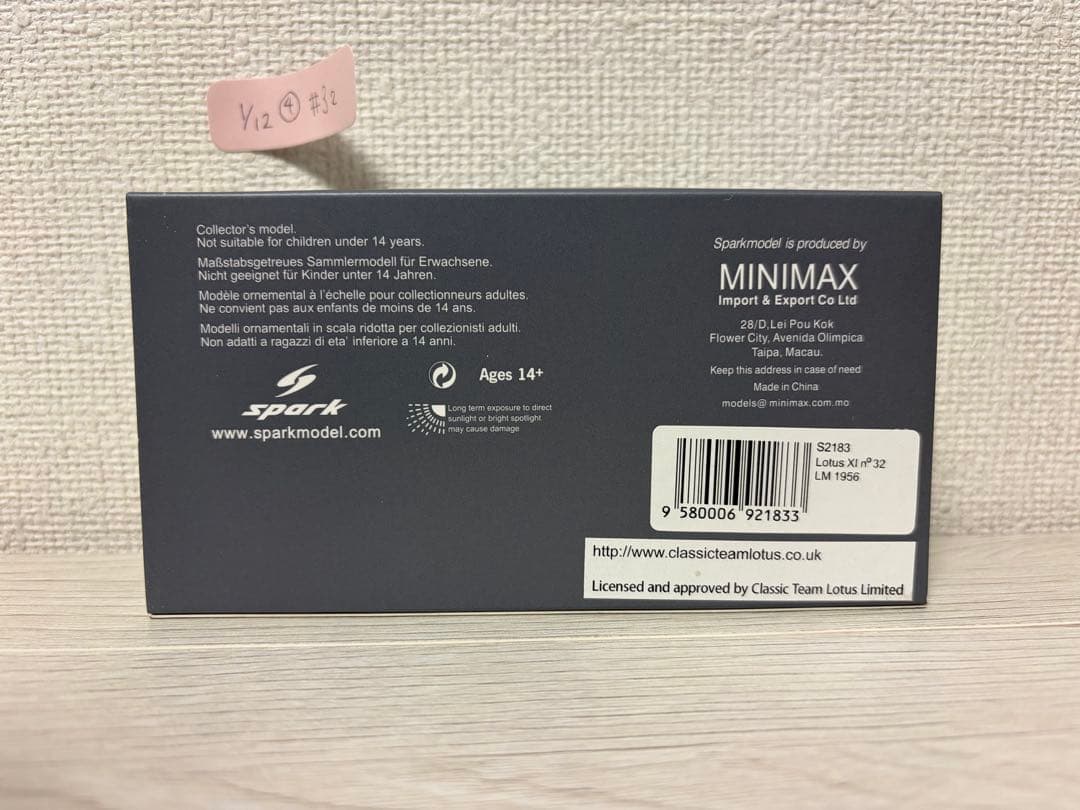 1/12 ④ #32
Collector's model.
Not suitable for children under 14 years.
Maßstabsgetreues Sammlermodell für Erwachsene.
Nicht geeignet für Kinder unter 14 Jahren.
Modèle ornemental à l'échelle pour collectionneurs adultes.
Ne convient pas aux enfants de moins de 14 ans.
Modelli ornamentali in scala ridotta per collezionisti adulti.
Non adatti a ragazzi di eta' inferiore a 14 anni.
spark
www.sparkmodel.com
Ages 14+
Long term exposure to direct
sunlight or bright spotlight
may cause damage
Sparkmodel is produced by
MINIMAX
Import & Export Co Ltd
28/D,Lei Pou Kok
Flower City, Avenida Olimpica
Taipa, Macau.
Keep this address in case of need
Made in China
models@minimax.com.mo
S2183
Lotus XI nº32
LM 1956
9 580006 921833
http://www.classicteamlotus.co.uk
Licensed and approved by Classic Team Lotus Limited